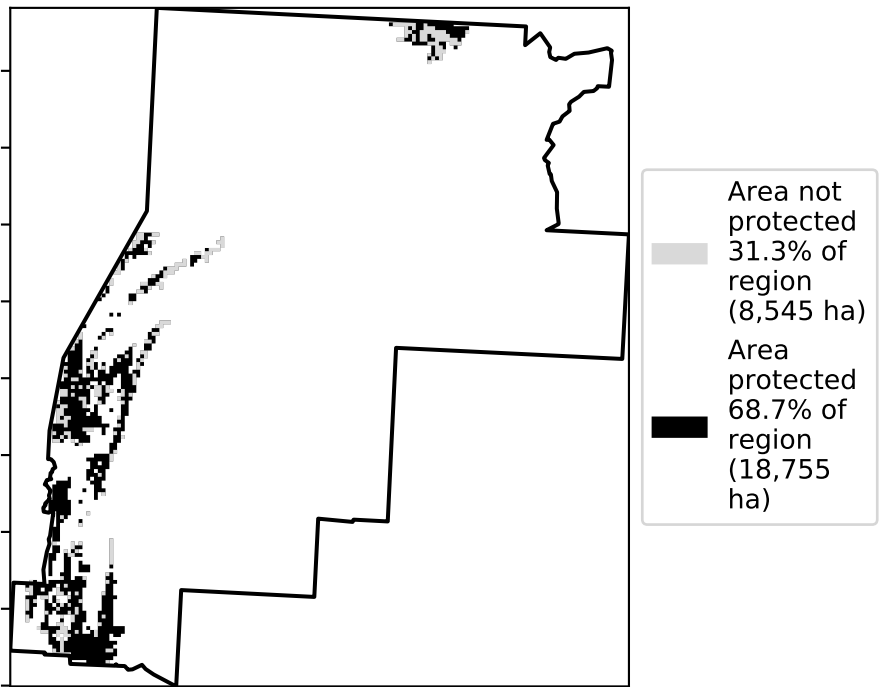 Area not
protected
31.3% of
region
(8,545 ha)
Area
protected
68.7% of
region
(18,755
ha)